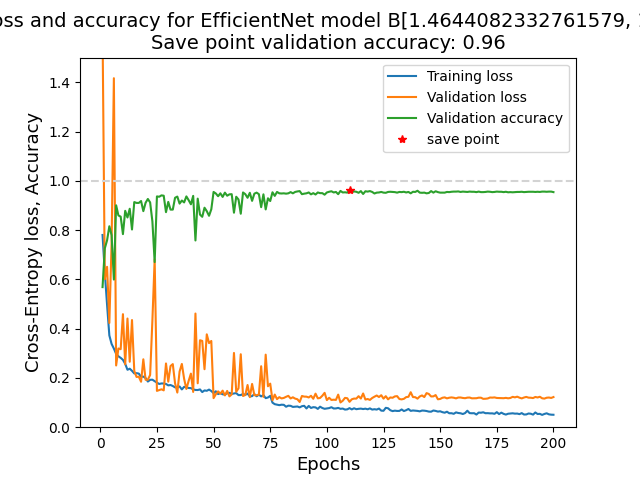 oss and accuracy for EfficientNet model B[1.4644082332761579,
Save point validation accuracy: 0.96
Training loss
Validation loss
Validation accuracy
save point
Cross-Entropy loss, Accuracy
1.4
1.2
1.0
0.8
0.6
0.4
0.2
0.0
0 25 50 75 100 125 150 175 200
Epochs